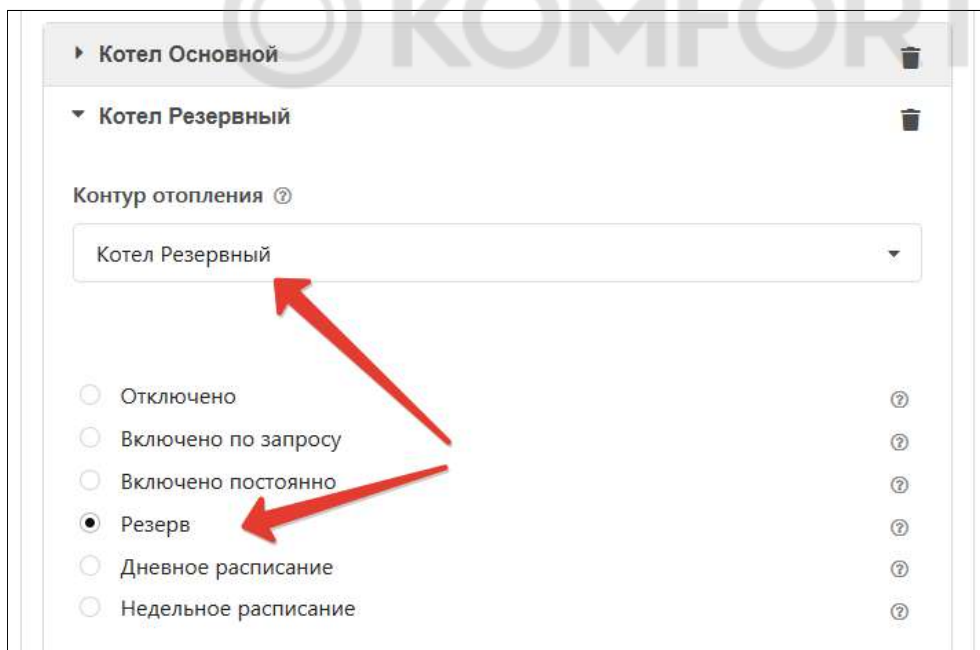 KOMFORT
Котел Основной
Котел Резервный
Контур отопления
Котел Резервный
Отключено
Включено по запросу
Включено постоянно
Резерв
Дневное расписание
Недельное расписание